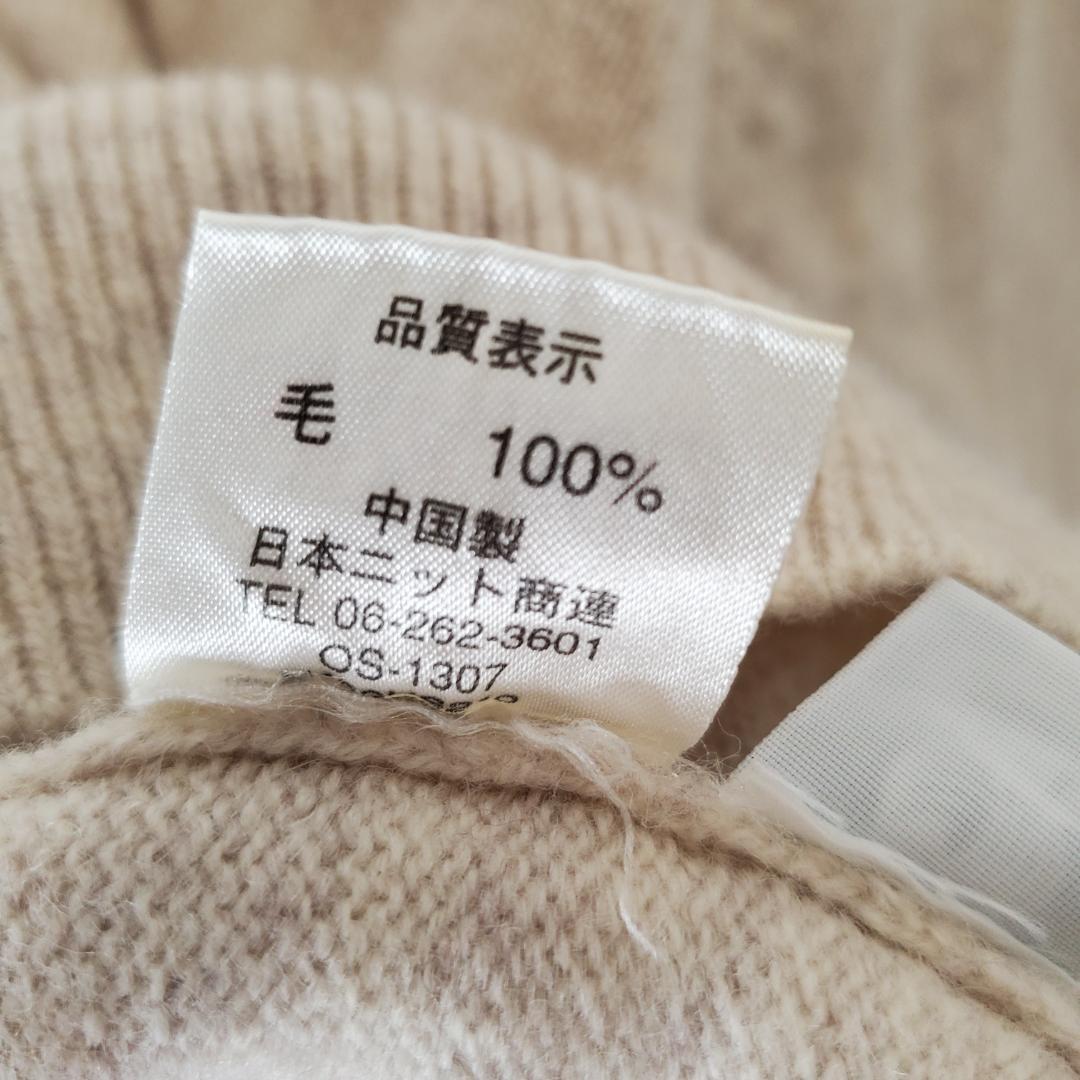 品質表示
毛 100%
中国製
日本ニット商連
TEL 06-262-3601
OS-1307